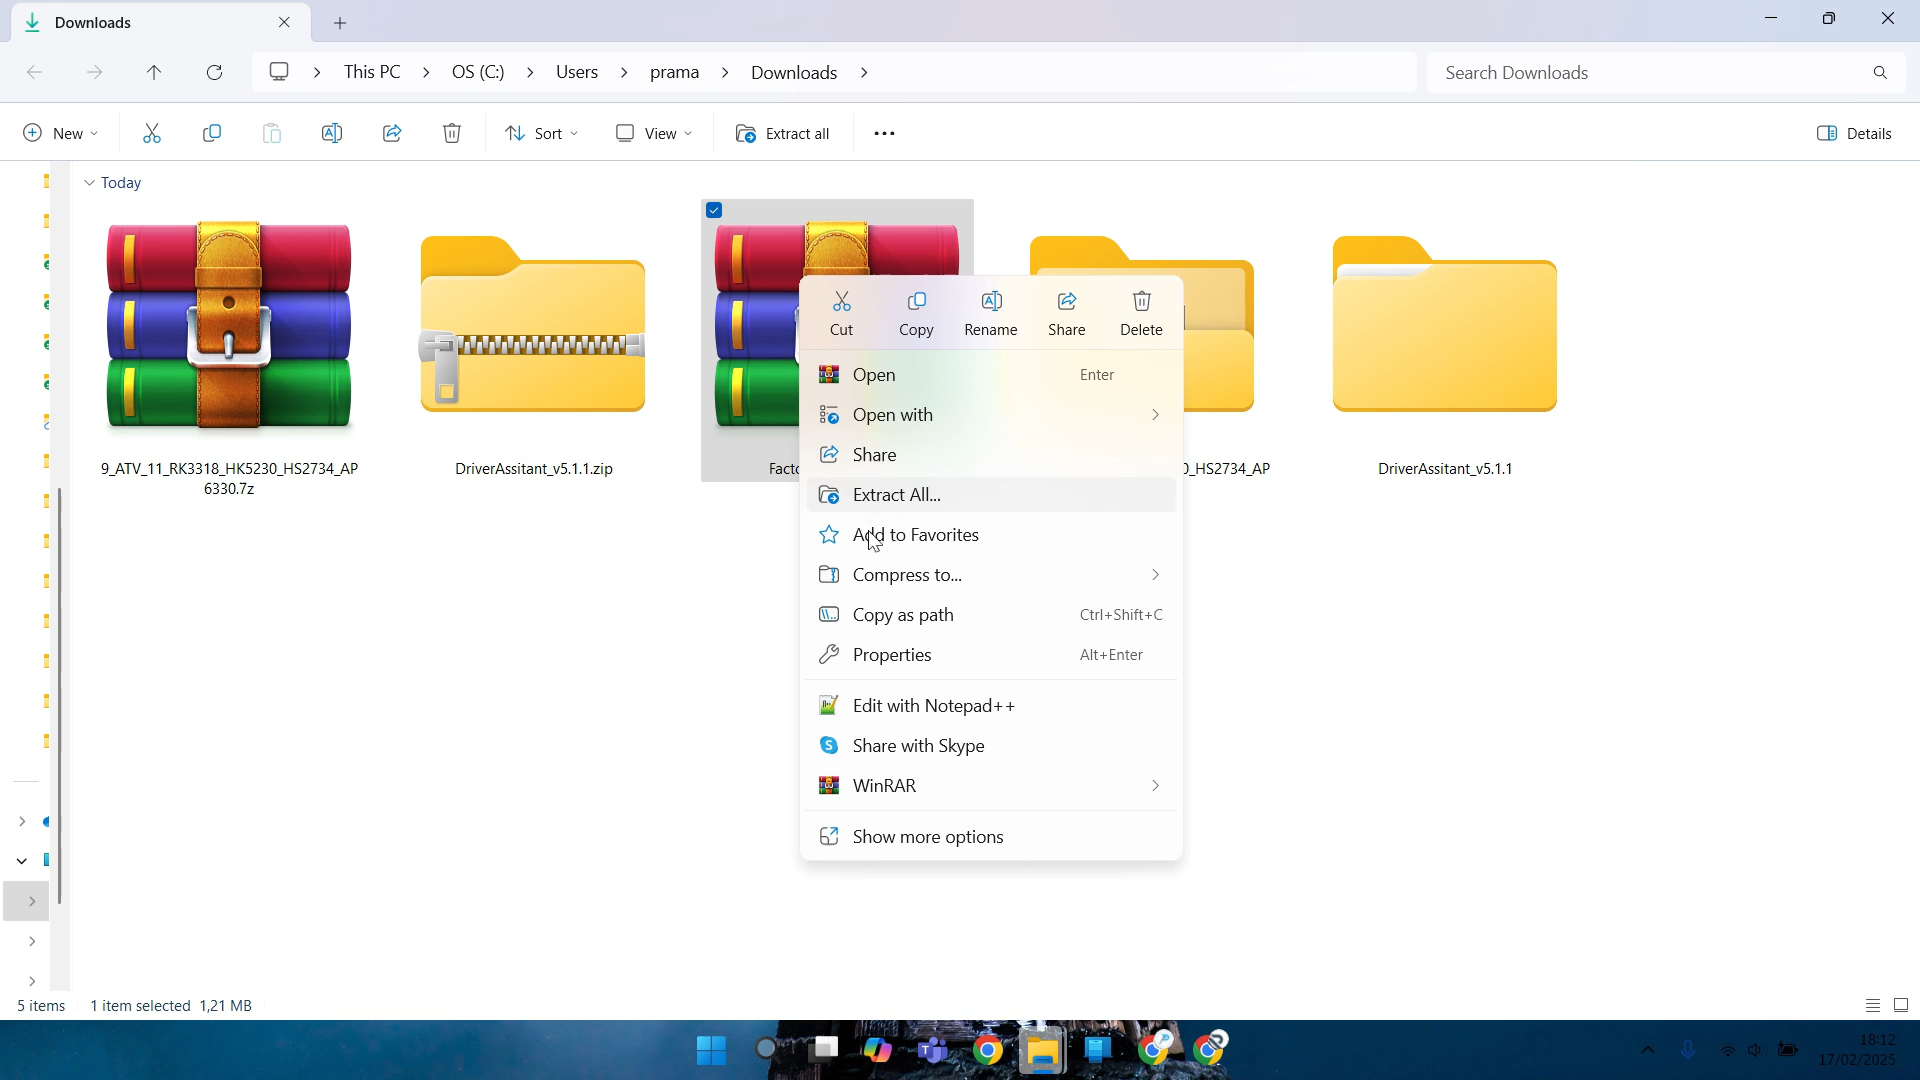 Downloads
This PC > OS (C:) > Users > prama > Downloads >
Search Downloads
New
Sort
View
Extract all
Details
Today
9_ATV_11_RK3318_HK5230_HS2734_AP
6330.7z
DriverAssitant_v5.1.1.zip
Facto
0_HS2734_AP
DriverAssitant_v5.1.1
Cut
Copy
Rename
Share
Delete
Open Enter
Open with
Share
Extract All...
Add to Favorites
Compress to...
Copy as path Ctrl+Shift+C
Properties Alt+Enter
Edit with Notepad++
Share with Skype
WinRAR
Show more options
5 items 1 item selected 1,21 MB
18:12
17/02/2025